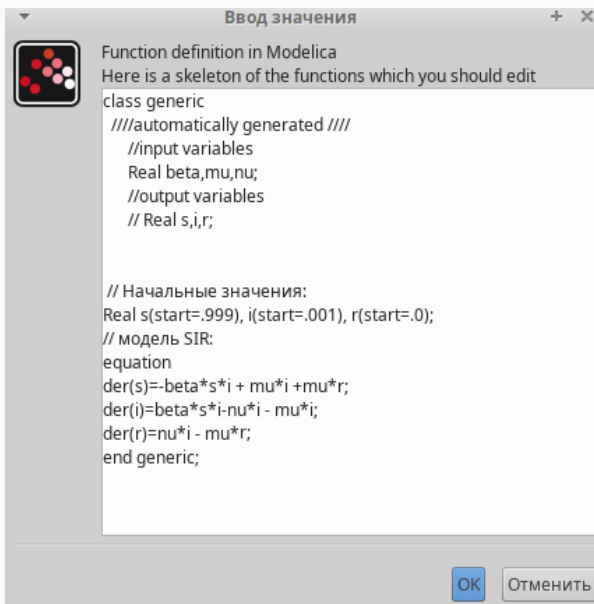 Ввод значения
Function definition in Modelica
Here is a skeleton of the functions which you should edit
class generic
////automatically generated ////
//input variables
Real beta,mu,nu;
//output variables
// Real s,i,r;
// Начальные значения:
Real s(start=.999), i(start=.001), r(start=.0);
// модель SIR:
equation
der(s)=-beta*s*i + mu*i +mu*r;
der(i)=beta*s*i-nu*i - mu*i;
der(r)=nu*i - mu*r;
end generic;
OK Отменить